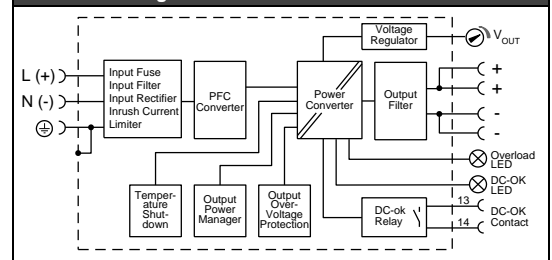 Voltage
Regulator
V OUT
L (+)
N (-)
Input Fuse
Input Filter
Input Rectifier
Inrush Current
Limiter
PFC
Converter
Power
Converter
Output
Filter
+
+
-
-
Overload
LED
DC-OK
LED
Temper-
ature
Shut-
down
Output
Power
Manager
Output
Over-
Voltage
Protection
DC-ok
Relay
13
14
DC-OK
Contact